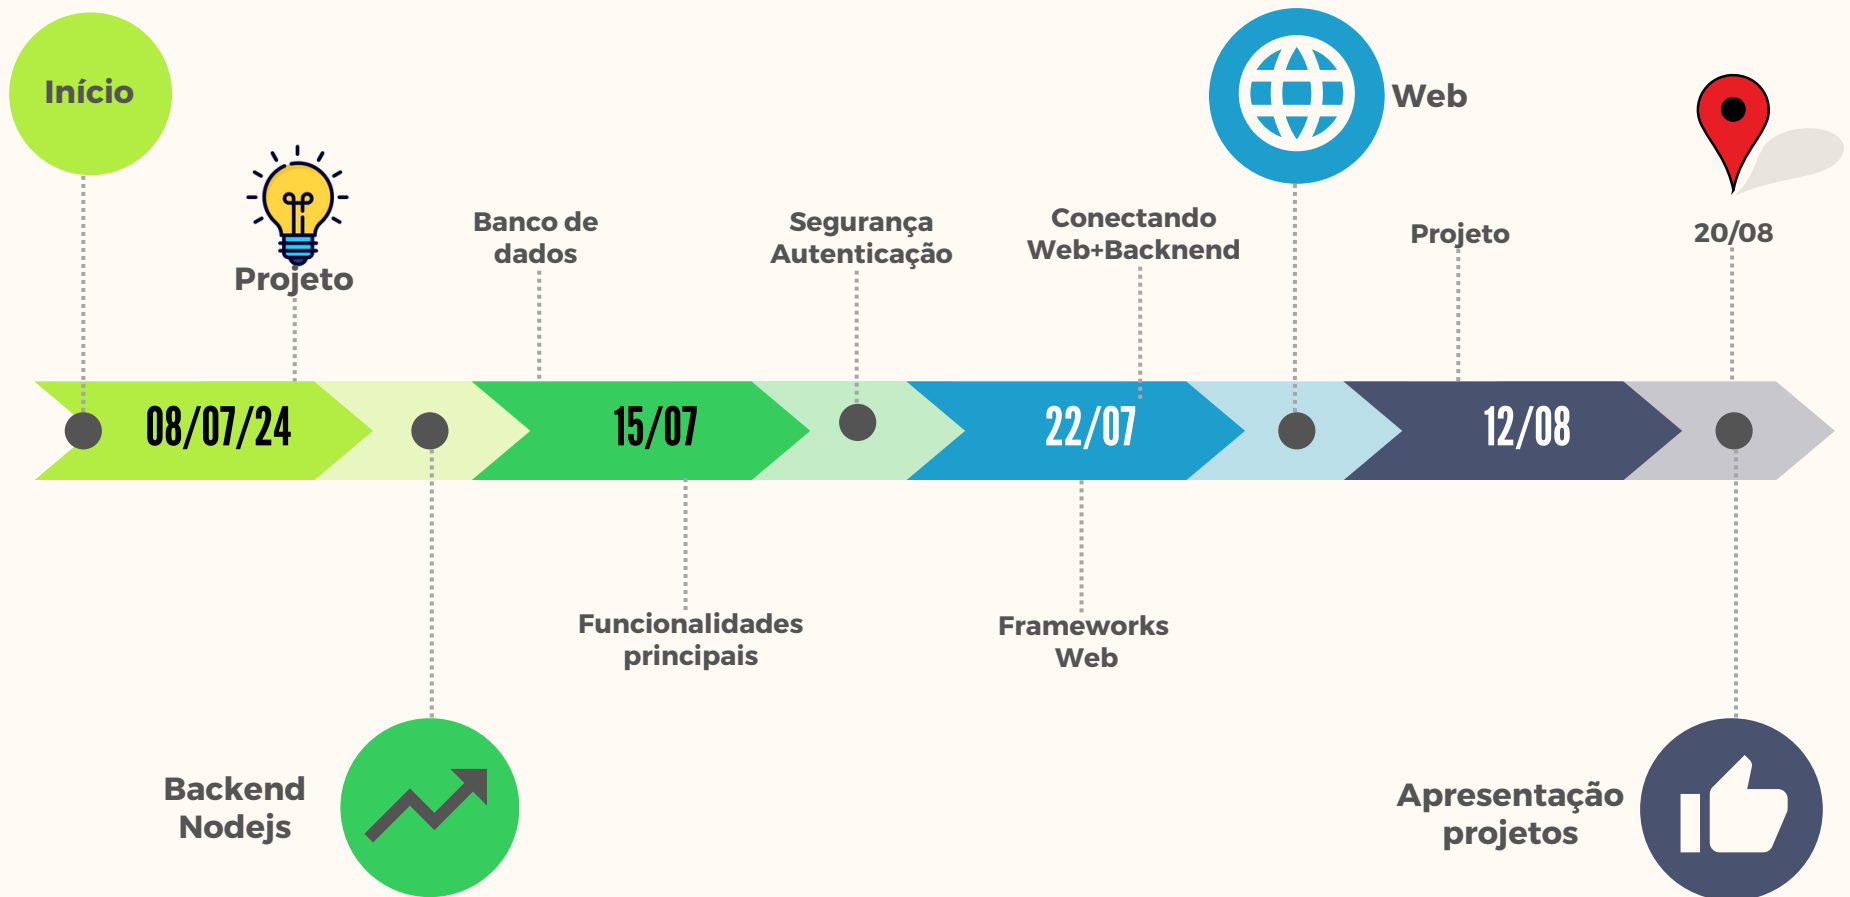 Início
Web
Projeto
Banco de
dados
Segurança
Autenticação
Conectando
Web+Backnend
Projeto
20/08
08/07/24
15/07
22/07
12/08
Funcionalidades
principais
Frameworks
Web
Backend
Nodejs
Apresentação
projetos